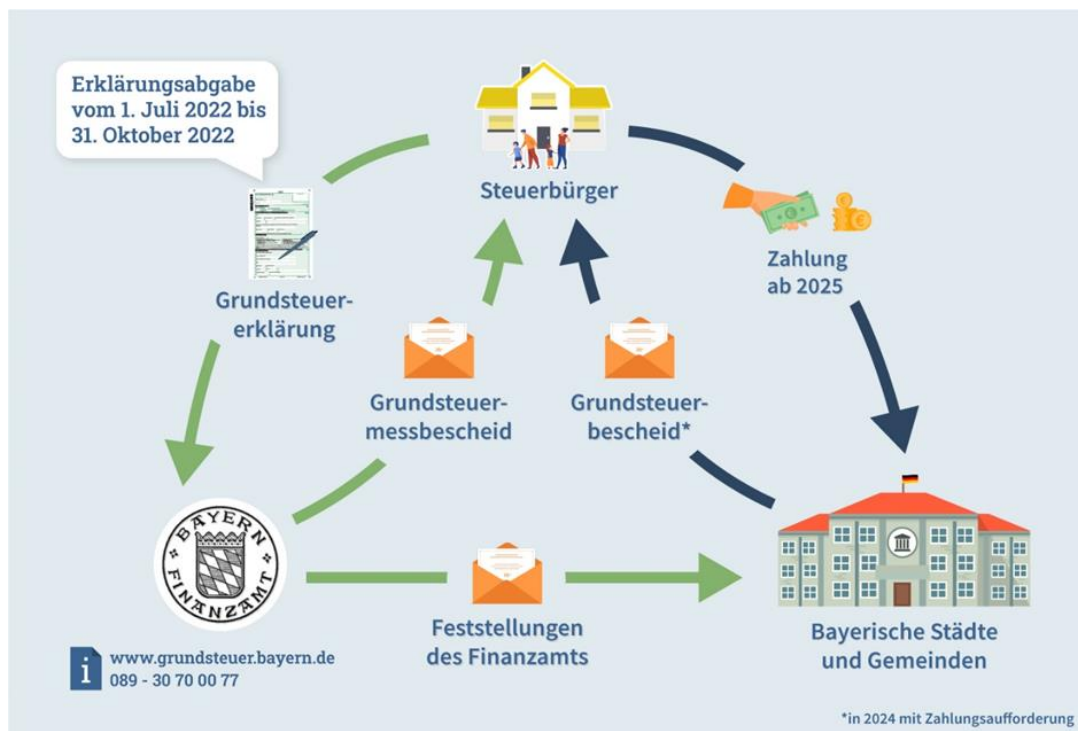 Erklärungsabgabe
vom 1. Juli 2022 bis
31. Oktober 2022
Steuerbürger
Grundsteuer-
erklärung
Zahlung
ab 2025
Grundsteuer-
messbescheid
Grundsteuer-
bescheid*
BAYERN
FINANZAMT
Feststellungen
des Finanzamts
Bayerische Städte
und Gemeinden
i
www.grundsteuer.bayern.de
089 - 30 70 00 77
*in 2024 mit Zahlungsaufforderung